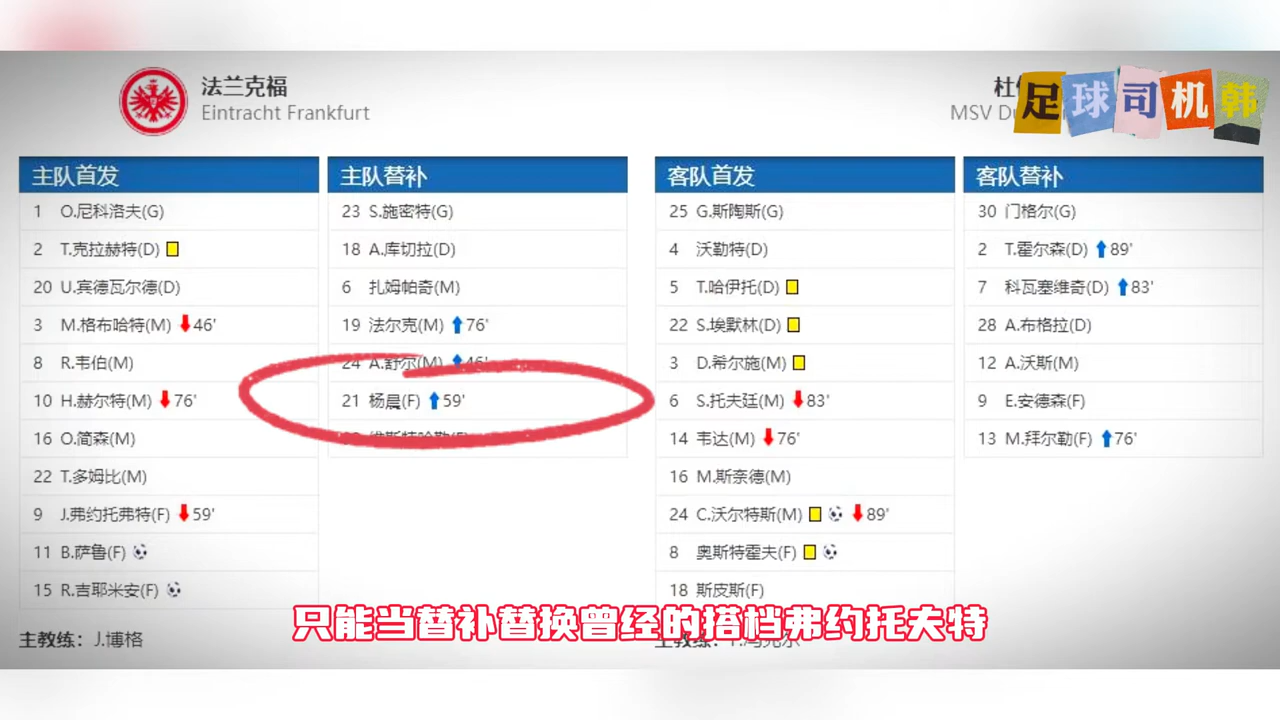 法兰克福
Eintracht Frankfurt
MSV Du
足球司机韩
主队首发
1 O.尼科洛夫(G)
2 T.克拉赫特(D)
20 U.宾德瓦尔德(D)
3 M.格布哈特(M) 46'
8 R.韦伯(M)
10 H.赫尔特(M) 76'
16 O.简森(M)
22 T.多姆比(M)
9 J.弗约托弗特(F) 59'
11 B.萨鲁(F)
15 R.吉耶米安(F)
主教练：J.博格
主队替补
23 S.施密特(G)
18 A.库切拉(D)
6 扎姆帕奇(M)
19 法尔克(M) 76'
24 A.舒尔(M) 46'
21 杨晨(F) 59'
维斯特哈勒(F)
客队首发
25 G.斯陶斯(G)
4 沃勒特(D)
5 T.哈伊托(D)
22 S.埃默林(D)
3 D.希尔施(M)
6 S.托夫廷(M) 83'
14 韦达(M) 76'
16 M.斯奈德(M)
24 C.沃尔特斯(M) 89'
8 奥斯特霍夫(F)
18 斯皮斯(F)
客队替补
30 门格尔(G)
2 T.霍尔森(D) 89'
7 科瓦塞维奇(D) 83'
28 A.布格拉(D)
12 A.沃斯(M)
9 E.安德森(F)
13 M.拜尔勒(F) 76'
只能当替补替换曾经的搭档弗约托夫特